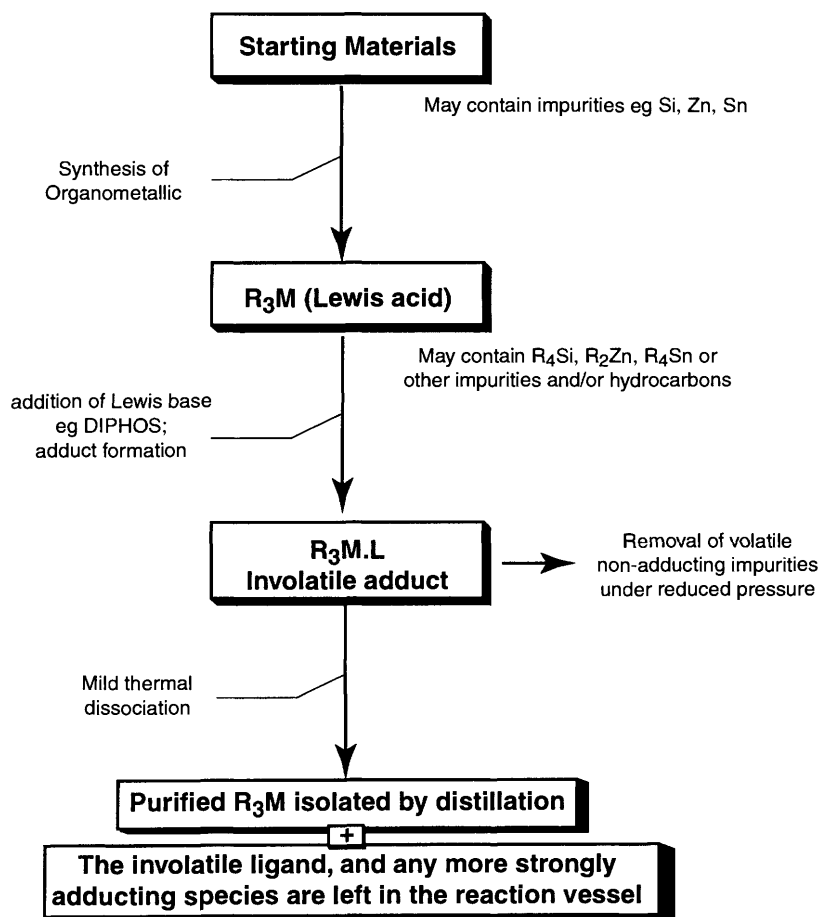 Starting Materials
May contain impurities eg Si, Zn, Sn
Synthesis of
Organometallic
R₃M (Lewis acid)
May contain R₄Si, R₂Zn, R₄Sn or
other impurities and/or hydrocarbons
addition of Lewis base
eg DIPHOS;
adduct formation
R₃M.L
Involatile adduct
Removal of volatile
non-adducting impurities
under reduced pressure
Mild thermal
dissociation
Purified R₃M isolated by distillation
+
The involatile ligand, and any more strongly
adducting species are left in the reaction vessel